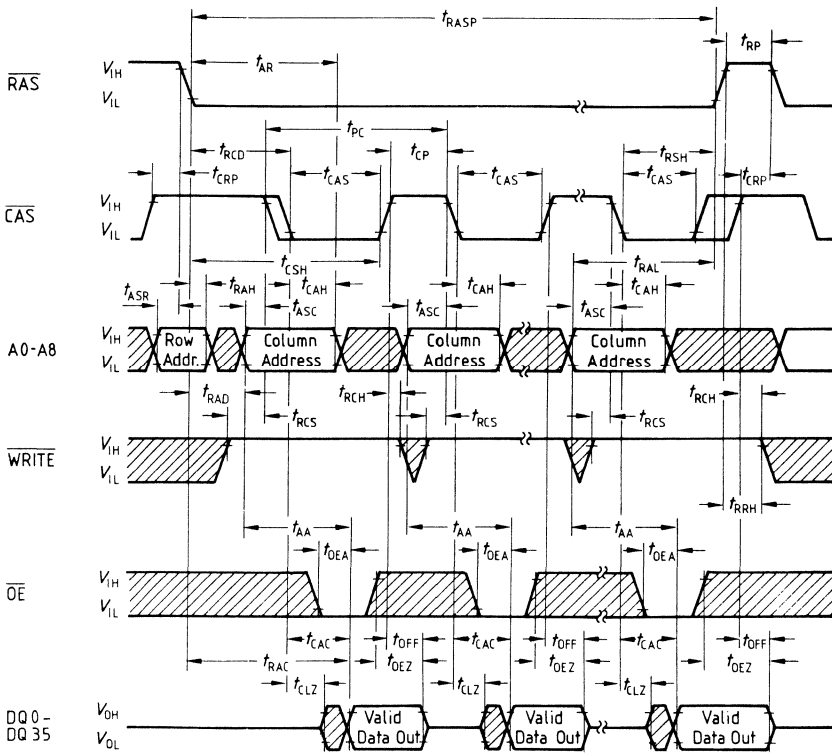 tRASP
tRP
tAR
RAS
VIH
VIL
tPC
tRCD
tCP
tRSH
tCRP
tCAS
tCAS
tCAS
tCRP
CAS
VIH
VIL
tCSH
tRAL
tASR
tRAH
tCAH
tASC
tASC
tCAH
tASC
tCAH
A0-A8
VIH
VIL
Row
Addr.
Column
Address
Column
Address
Column
Address
tRAD
tRCH
tRCH
tRCS
tRCS
tRCS
WRITE
VIH
VIL
tRRH
tAA
tAA
tAA
tOEA
tOEA
tOEA
OE
VIH
VIL
tCAC
tOFF
tCAC
tOFF
tCAC
tOFF
tRAC
tOEZ
tOEZ
tOEZ
tCLZ
tCLZ
tCLZ
DQ0-
DQ35
VOH
VOL
Valid
Data Out
Valid
Data Out
Valid
Data Out